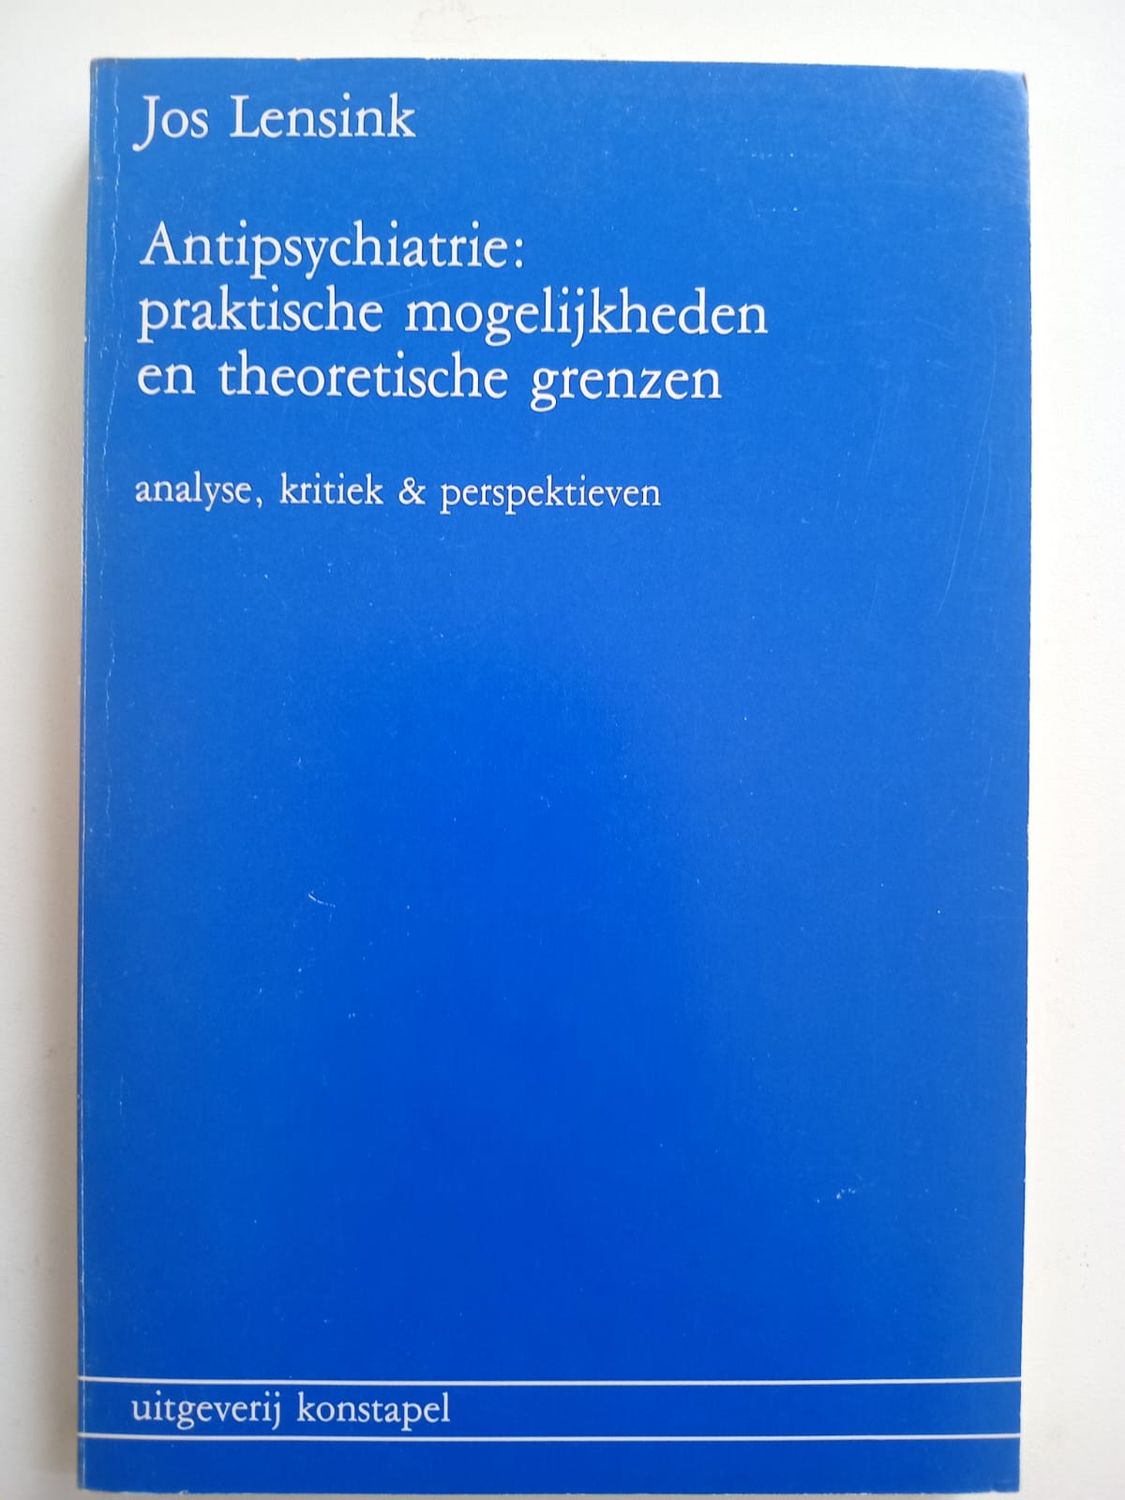 Jos Lensink
Antipsychiatrie:
praktische mogelijkheden
en theoretische grenzen
analyse, kritiek & perspektieven
uitgeverij konstapel